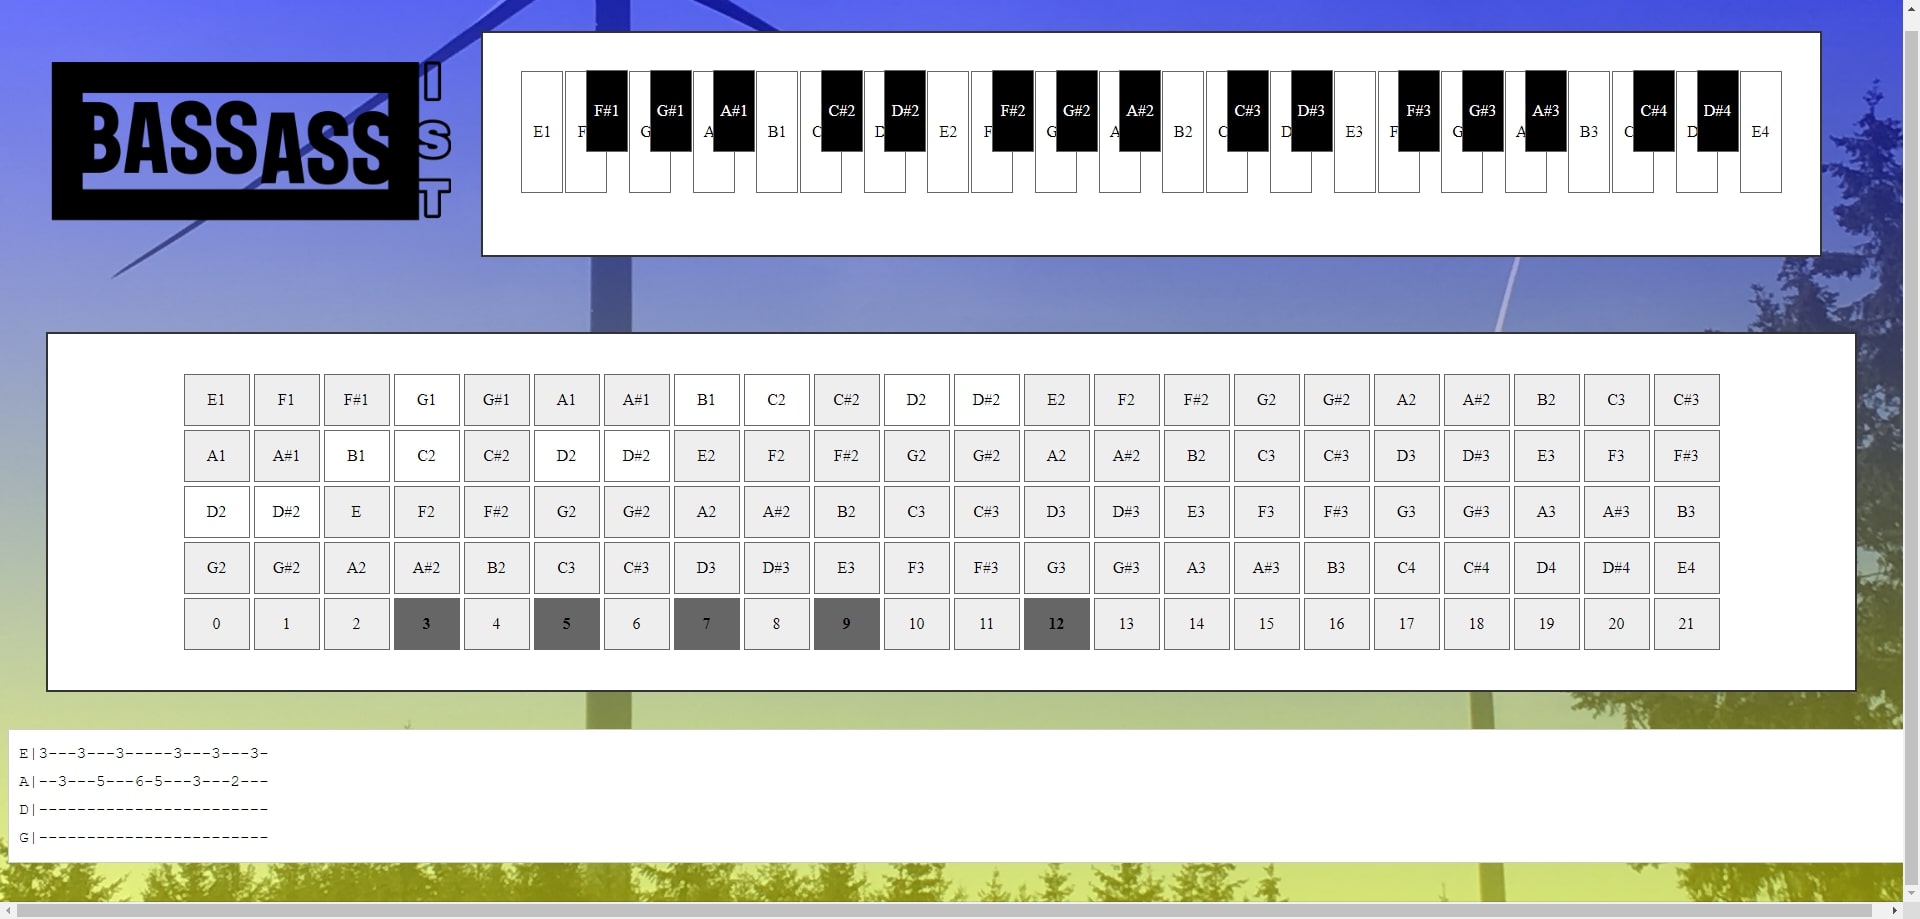 BASSASS
IST
F#1 G#1 A#1 C#2 D#2 F#2 G#2 A#2 C#3 D#3 F#3 G#3 A#3 C#4 D#4
E1 F G A B1 C D E2 F G A B2 C D E3 F G A B3 C D E4
E1 F1 F#1 G1 G#1 A1 A#1 B1 C2 C#2 D2 D#2 E2 F2 F#2 G2 G#2 A2 A#2 B2 C3 C#3
A1 A#1 B1 C2 C#2 D2 D#2 E2 F2 F#2 G2 G#2 A2 A#2 B2 C3 C#3 D3 D#3 E3 F3 F#3
D2 D#2 E F2 F#2 G2 G#2 A2 A#2 B2 C3 C#3 D3 D#3 E3 F3 F#3 G3 G#3 A3 A#3 B3
G2 G#2 A2 A#2 B2 C3 C#3 D3 D#3 E3 F3 F#3 G3 G#3 A3 A#3 B3 C4 C#4 D4 D#4 E4
0 1 2 3 4 5 6 7 8 9 10 11 12 13 14 15 16 17 18 19 20 21
E|3---3---3-----3---3---3-
A|--3---5---6-5---3---2---
D|------------------------
G|------------------------